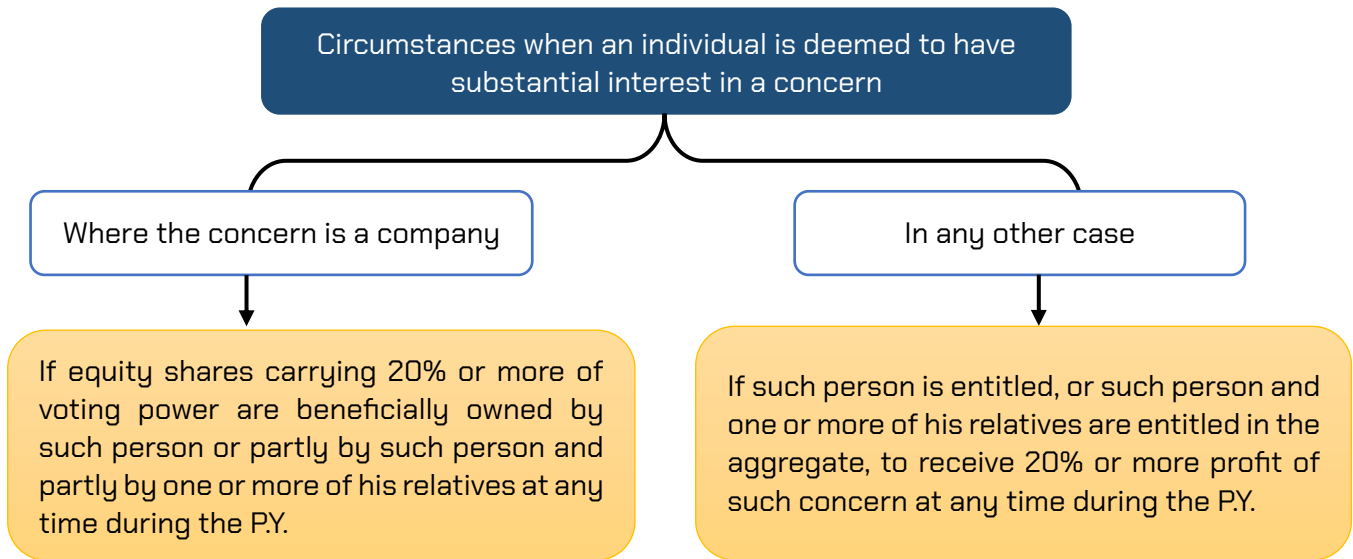 Circumstances when an individual is deemed to have
substantial interest in a concern
Where the concern is a company
In any other case
If equity shares carrying 20% or more of
voting power are beneficially owned by
such person or partly by such person and
partly by one or more of his relatives at any
time during the P.Y.
If such person is entitled, or such person and
one or more of his relatives are entitled in the
aggregate, to receive 20% or more profit of
such concern at any time during the P.Y.